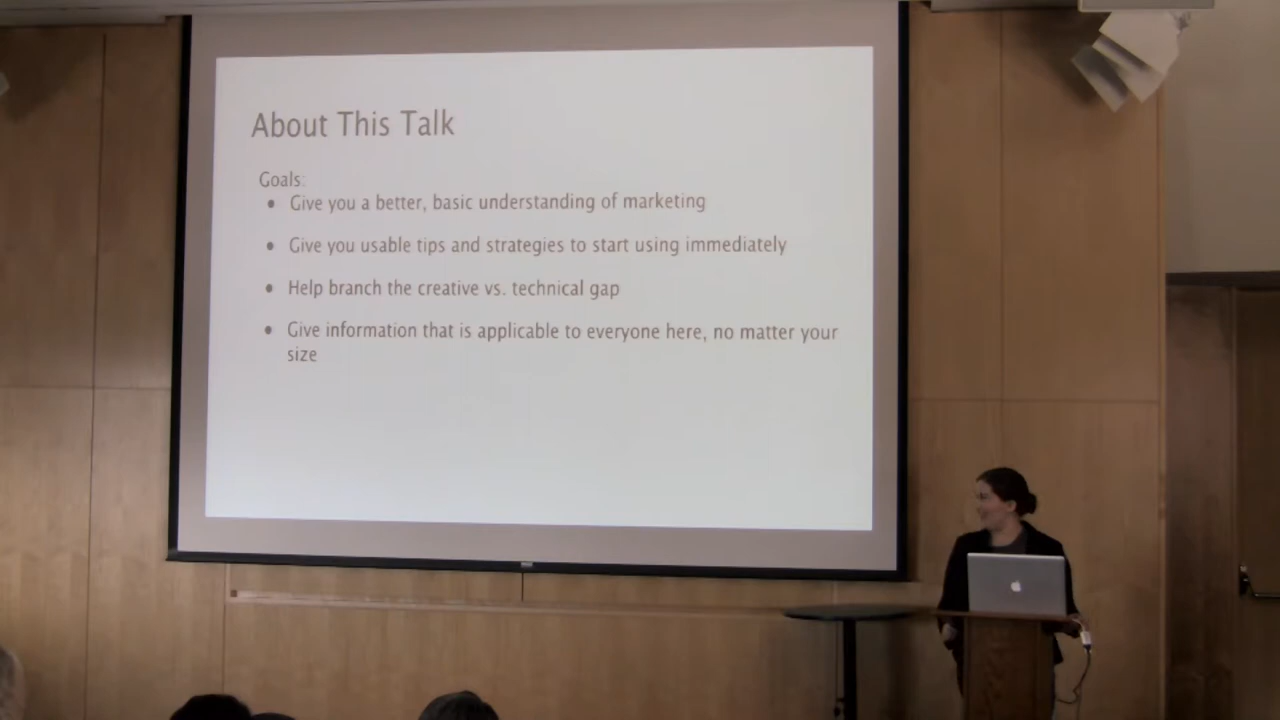 About This Talk
Goals:
• Give you a better, basic understanding of marketing
• Give you usable tips and strategies to start using immediately
• Help branch the creative vs. technical gap
• Give information that is applicable to everyone here, no matter your
size